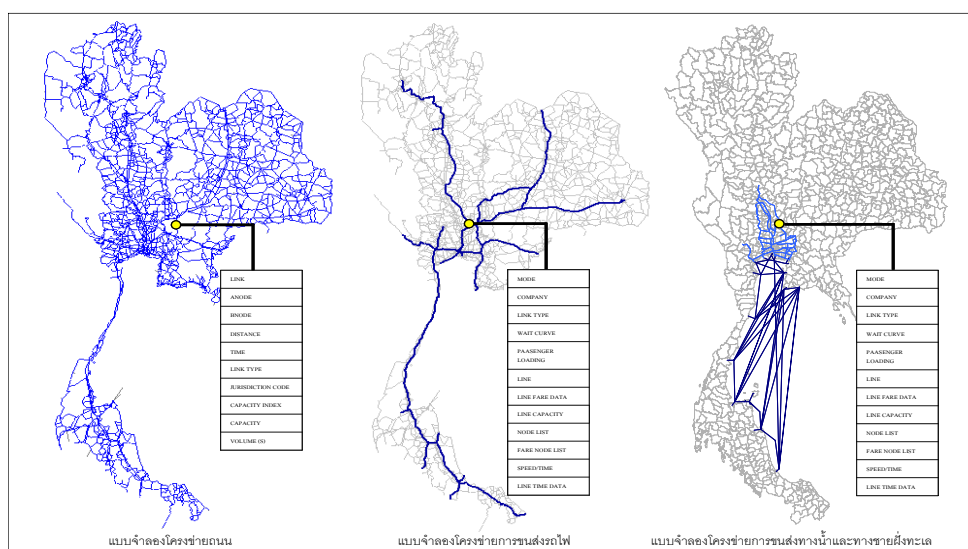 LINK
ANODE
BNODE
DISTANCE
TIME
LINK TYPE
JURISDICTION CODE
CAPACITY INDEX
CAPACITY
VOLUME (S)
แบบจำลองโครงข่ายถนน
MODE
COMPANY
LINK TYPE
WAIT CURVE
PAASENGER
LOADING
LINE
LINE FARE DATA
LINE CAPACITY
NODE LIST
FARE NODE LIST
SPEED/TIME
LINE TIME DATA
แบบจำลองโครงข่ายการขนส่งรถไฟ
MODE
COMPANY
LINK TYPE
WAIT CURVE
PAASENGER
LOADING
LINE
LINE FARE DATA
LINE CAPACITY
NODE LIST
FARE NODE LIST
SPEED/TIME
LINE TIME DATA
แบบจำลองโครงข่ายการขนส่งทางน้ำและทางชายฝั่งทะเล